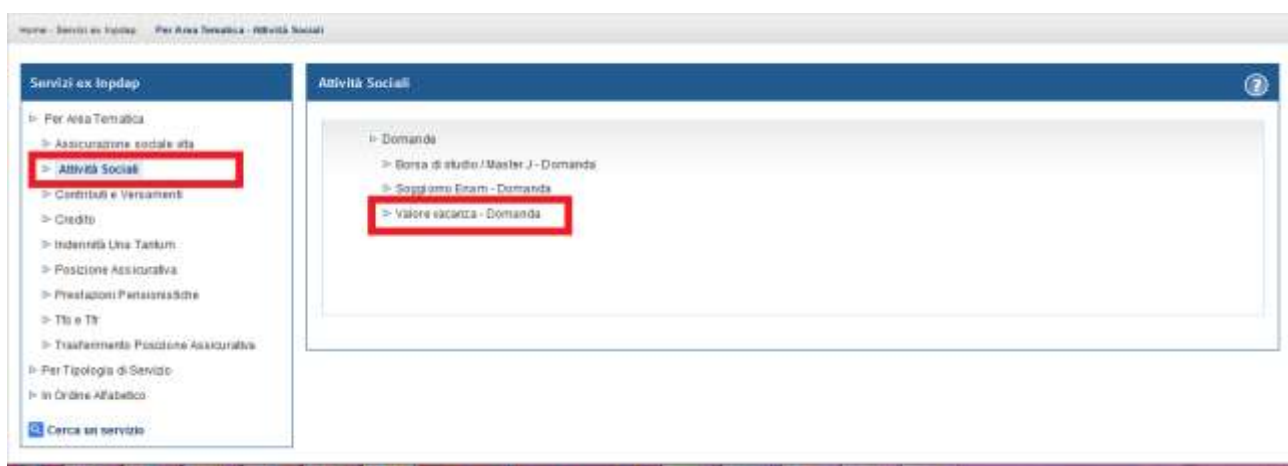 Home - Servizi ex Inpdap Per Area Tematica - Attività Sociali
Servizi ex Inpdap
Per Area Tematica
Assicurazione sociale vita
Attività Sociali
Contributi e Versamenti
Credito
Indennità Una Tantum
Posizione Assicurativa
Prestazioni Pensionistiche
Tfs e Tfr
Trasferimento Posizione Assicurativa
Per Tipologia di Servizio
In Ordine Alfabetico
Cerca un servizio
Attività Sociali
?
Domanda
Borsa di studio / Master J - Domanda
Soggiorno Enam - Domanda
Valore vacanza - Domanda